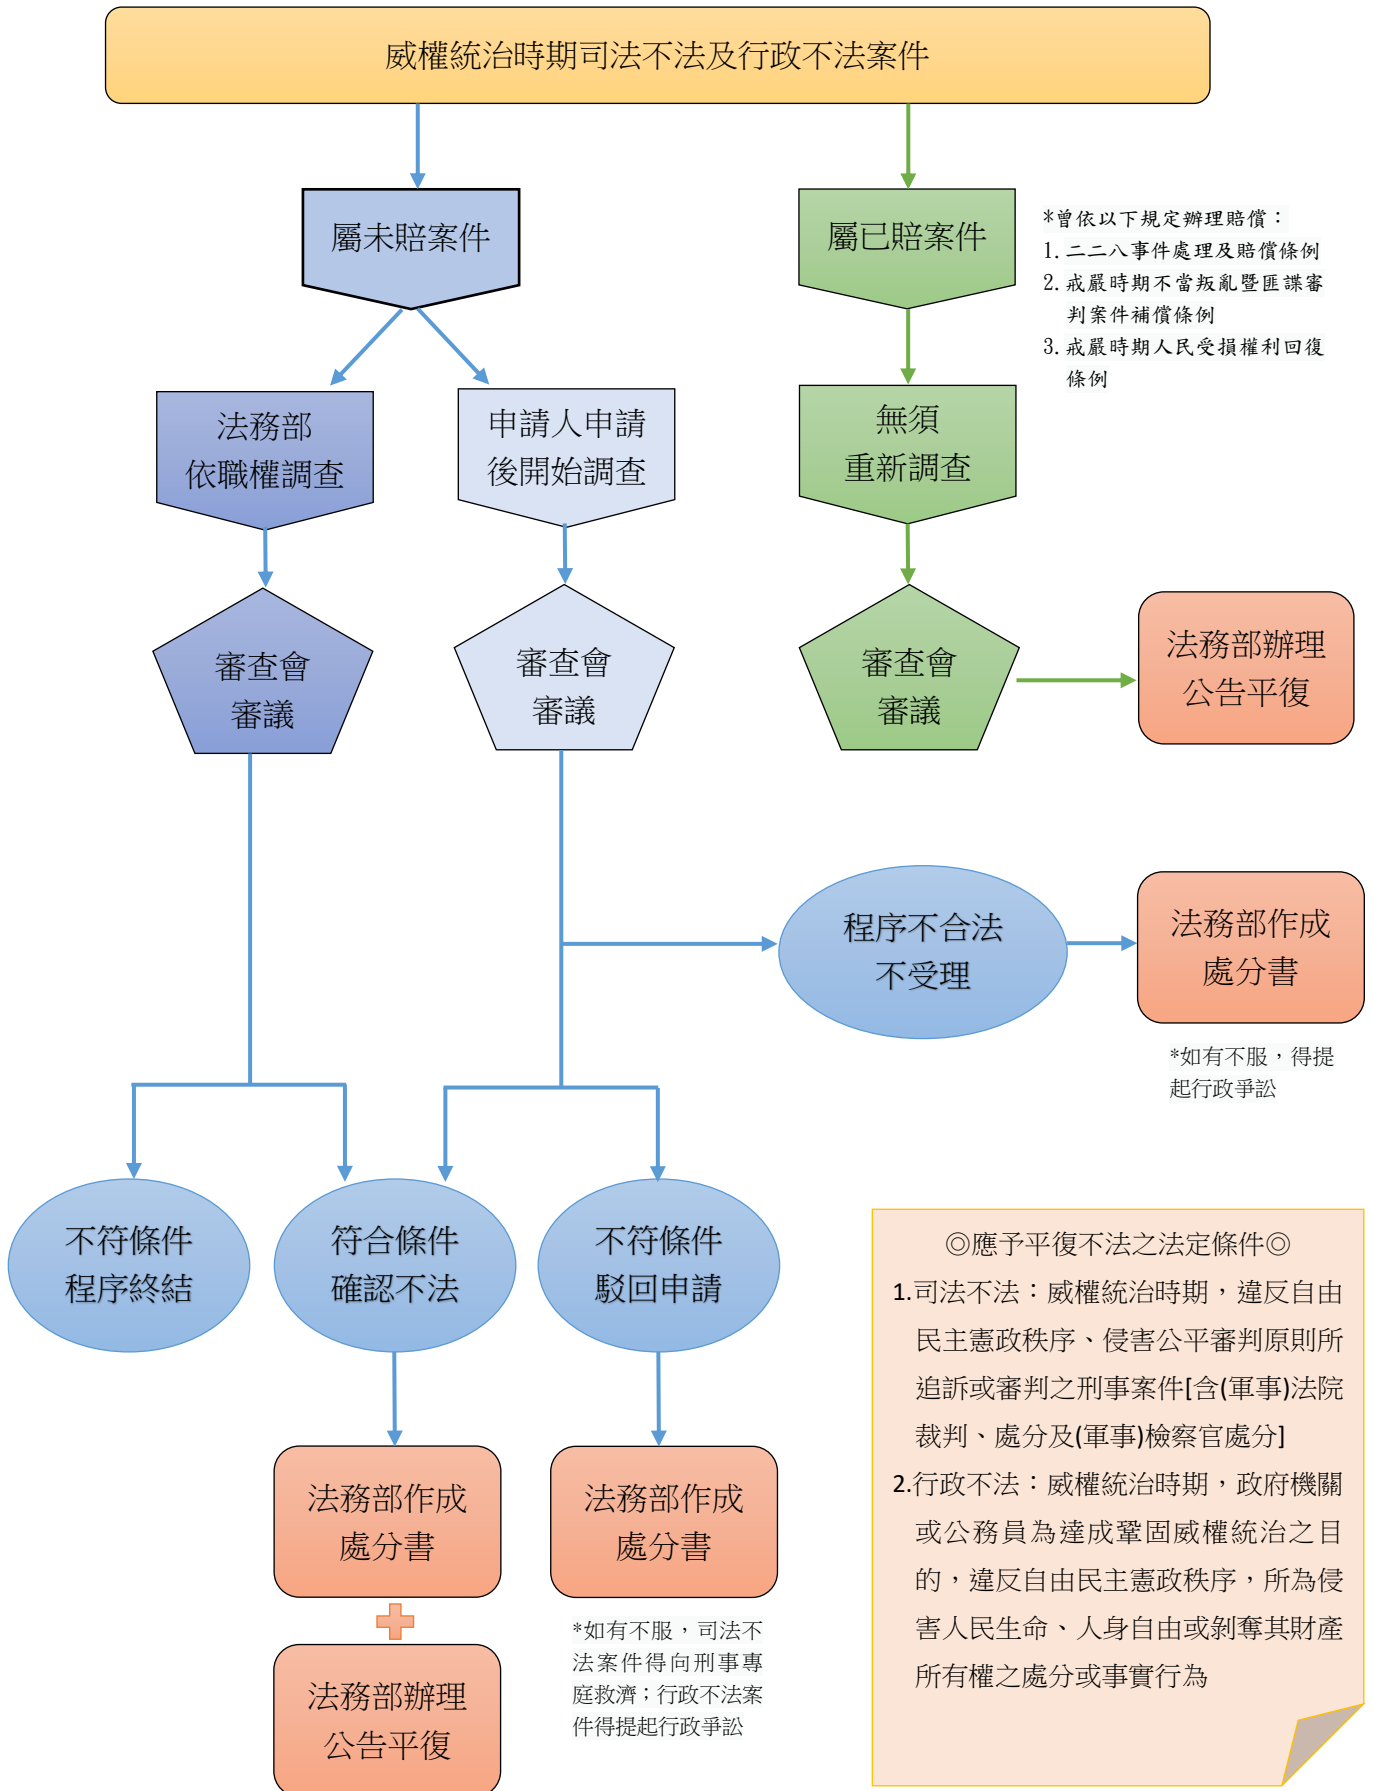 威權統治時期司法不法及行政不法案件
屬未賠案件
屬已賠案件
*曾依以下規定辦理賠償：
1. 二二八事件處理及賠償條例
2. 戒嚴時期不當叛亂暨匪諜審
判案件補償條例
3. 戒嚴時期人民受損權利回復
條例
法務部
依職權調查
申請人申請
後開始調查
無須
重新調查
審查會
審議
審查會
審議
審查會
審議
法務部辦理
公告平復
程序不合法
不受理
法務部作成
處分書
*如有不服，得提
起行政爭訟
不符條件
程序終結
符合條件
確認不法
不符條件
駁回申請
法務部作成
處分書
法務部辦理
公告平復
法務部作成
處分書
*如有不服，司法不
法案件得向刑事專
庭救濟；行政不法案
件得提起行政爭訟
◎應予平復不法之法定條件◎
1.司法不法：威權統治時期，違反自由
民主憲政秩序、侵害公平審判原則所
追訴或審判之刑事案件[含(軍事)法院
裁判、處分及(軍事)檢察官處分]
2.行政不法：威權統治時期，政府機關
或公務員為達成鞏固威權統治之目
的，違反自由民主憲政秩序，所為侵
害人民生命、人身自由或剝奪其財產
所有權之處分或事實行為